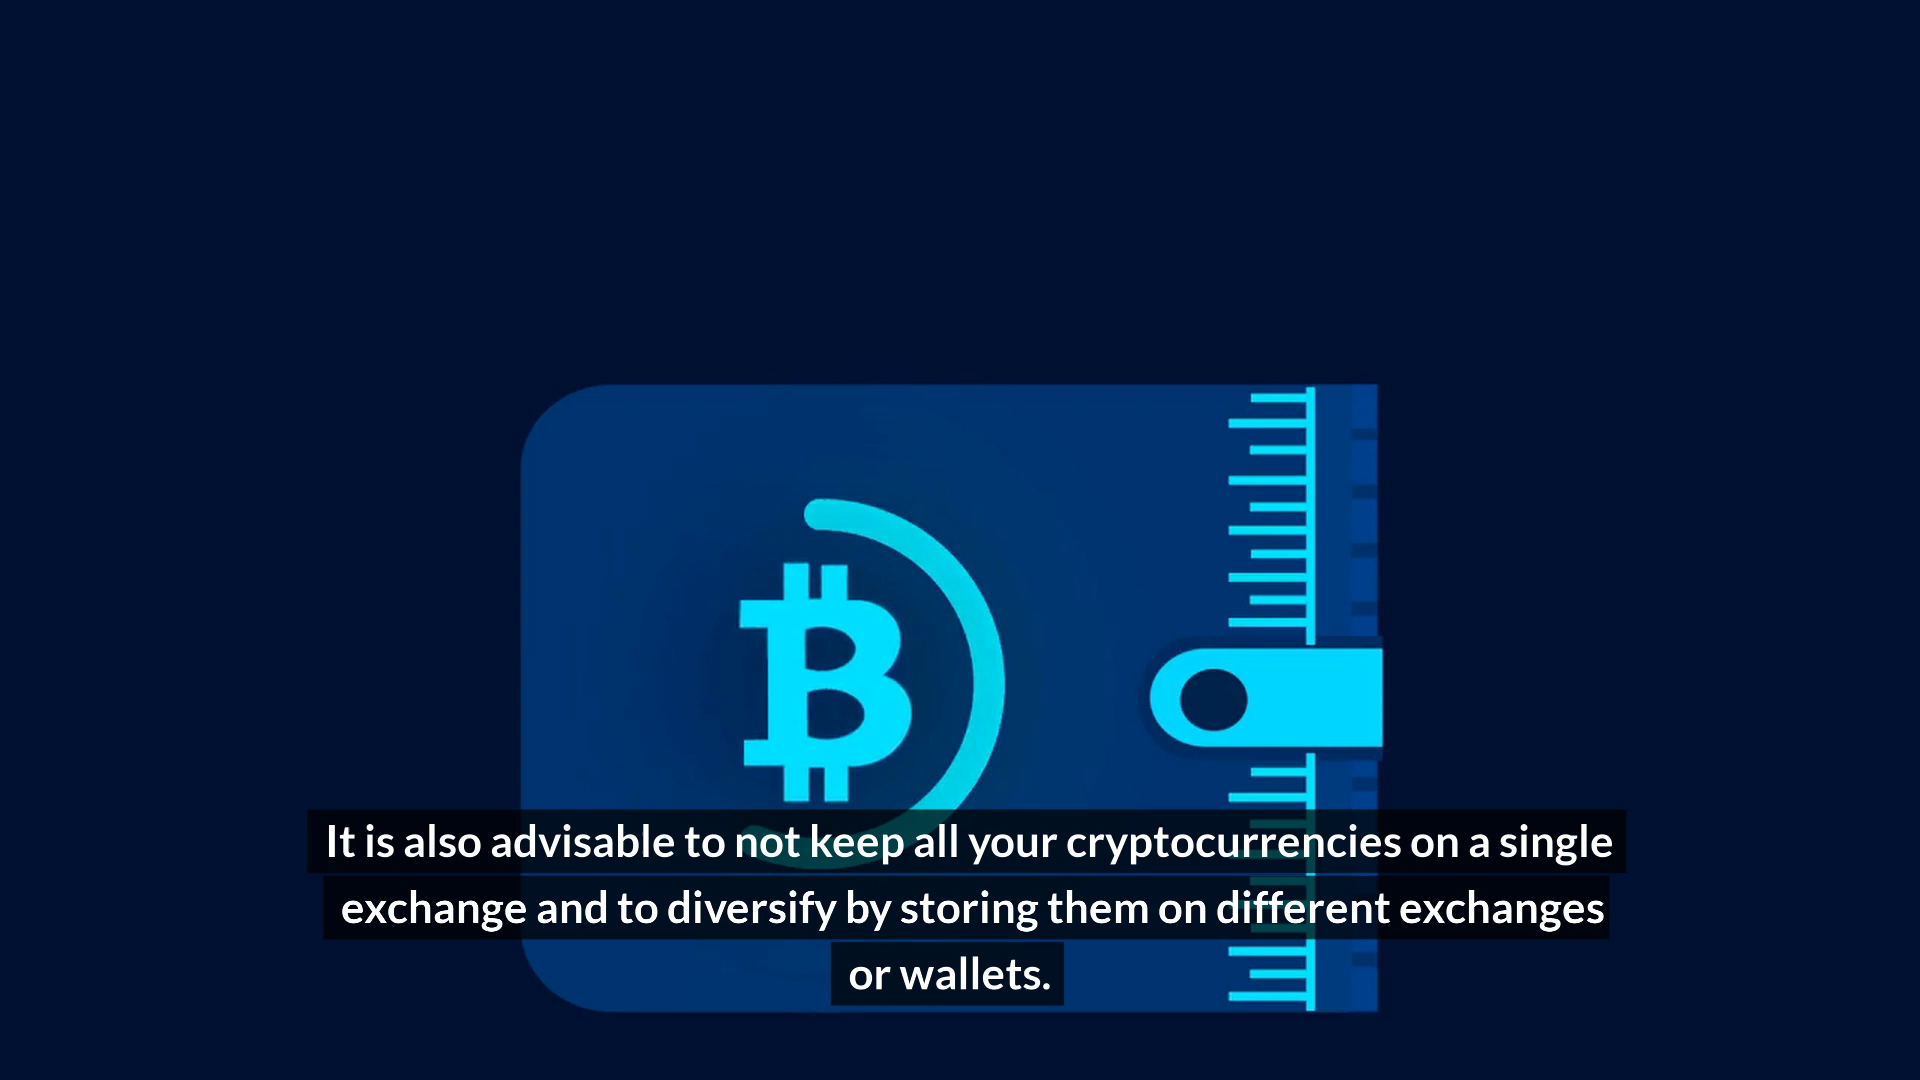 It is also advisable to not keep all your cryptocurrencies on a single
exchange and to diversify by storing them on different exchanges
or wallets.